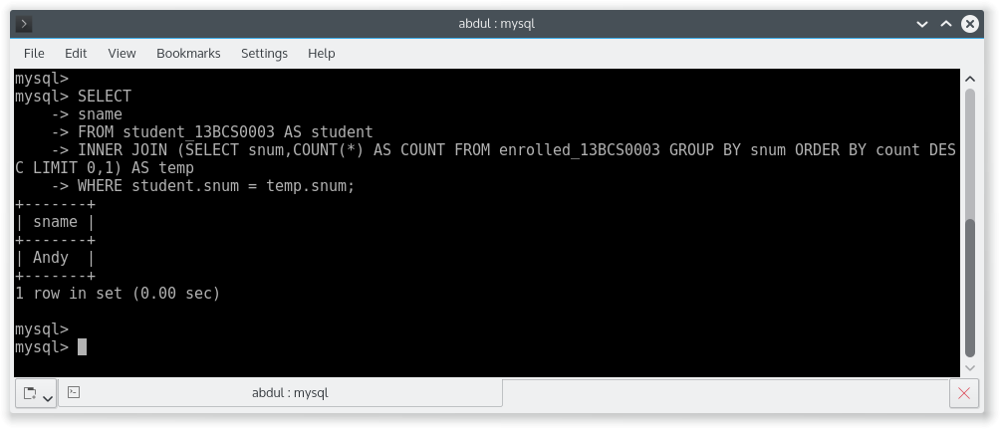 abdul : mysql
File Edit View Bookmarks Settings Help
mysql>
mysql> SELECT
    -> sname
    -> FROM student_13BCS0003 AS student
    -> INNER JOIN (SELECT snum,COUNT(*) AS COUNT FROM enrolled_13BCS0003 GROUP BY snum ORDER BY count DES
C LIMIT 0,1) AS temp
    -> WHERE student.snum = temp.snum;
+-------+
| sname |
+-------+
| Andy  |
+-------+
1 row in set (0.00 sec)
mysql>
mysql>
abdul : mysql